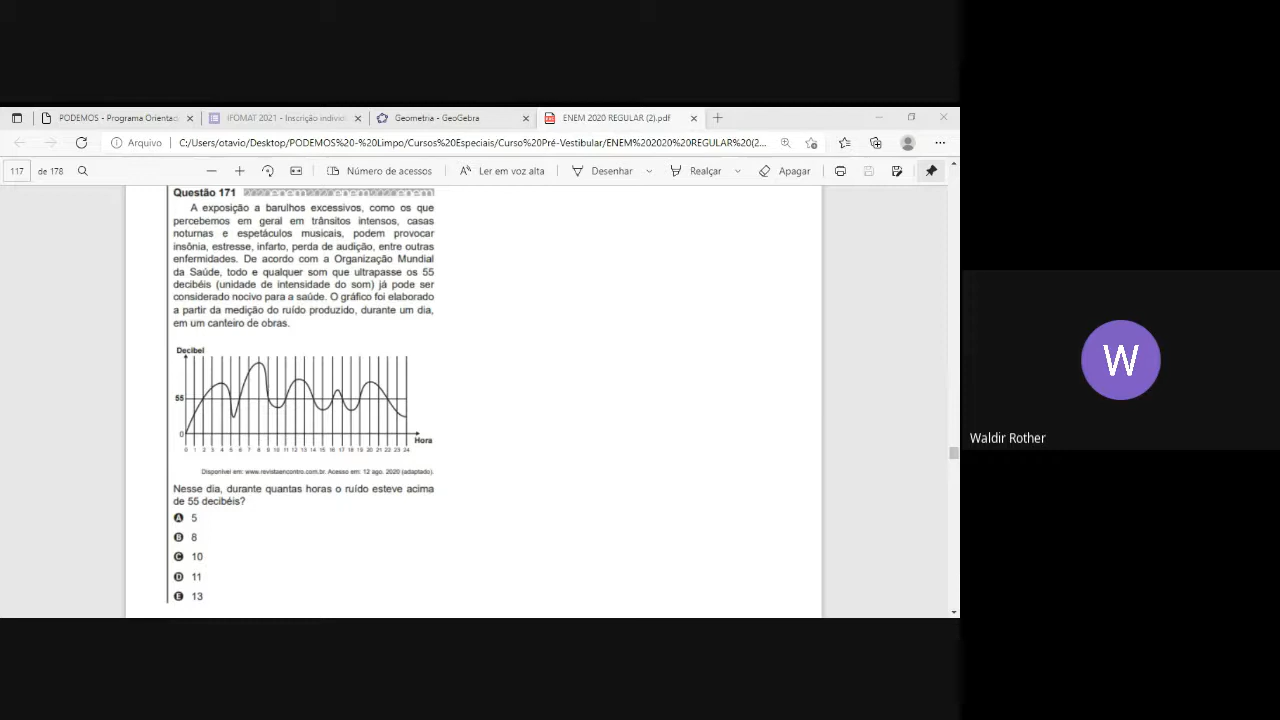 PODEMOS - Programa Orientad
IFOMAT 2021 - Inscrição individ
Geometria - GeoGebra
ENEM 2020 REGULAR (2).pdf
Arquivo
C:/Users/otavio/Desktop/PODEMOS%20-%20Limpo/Cursos%20Especiais/Curso%20Pré-Vestibular/ENEM%202020%20REGULAR%20(2...
117 de 178
Número de acessos
Ler em voz alta
Desenhar
Realçar
Apagar
Questão 171
A exposição a barulhos excessivos, como os que
percebemos em geral em trânsitos intensos, casas
noturnas e espetáculos musicais, podem provocar
insônia, estresse, infarto, perda de audição, entre outras
enfermidades. De acordo com a Organização Mundial
da Saúde, todo e qualquer som que ultrapasse os 55
decibéis (unidade de intensidade do som) já pode ser
considerado nocivo para a saúde. O gráfico foi elaborado
a partir da medição do ruído produzido, durante um dia,
em um canteiro de obras.
Decibel
55
0
Hora
0 1 2 3 4 5 6 7 8 9 10 11 12 13 14 15 16 17 18 19 20 21 22 23 24
Disponível em: www.revistaencontro.com.br. Acesso em: 12 ago. 2020 (adaptado).
Nesse dia, durante quantas horas o ruído esteve acima
de 55 decibéis?
A 5
B 8
C 10
D 11
E 13
W
Waldir Rother